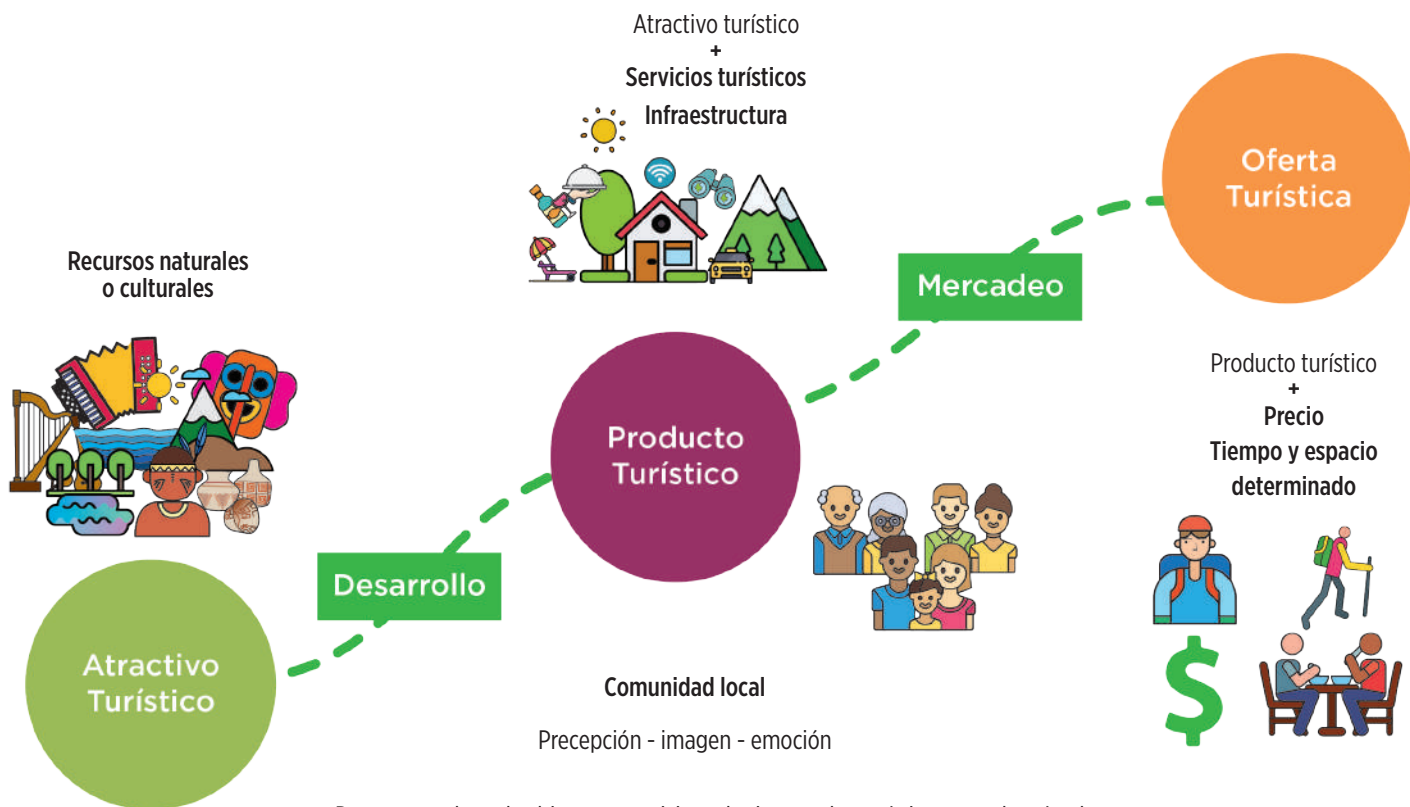 Atractivo turístico
+
Servicios turísticos
Infraestructura
Oferta
Turística
Recursos naturales
o culturales
Mercadeo
Producto turístico
+
Precio
Tiempo y espacio
determinado
Producto
Turístico
Desarrollo
Atractivo
Turístico
$
Comunidad local
Precepción - imagen - emoción